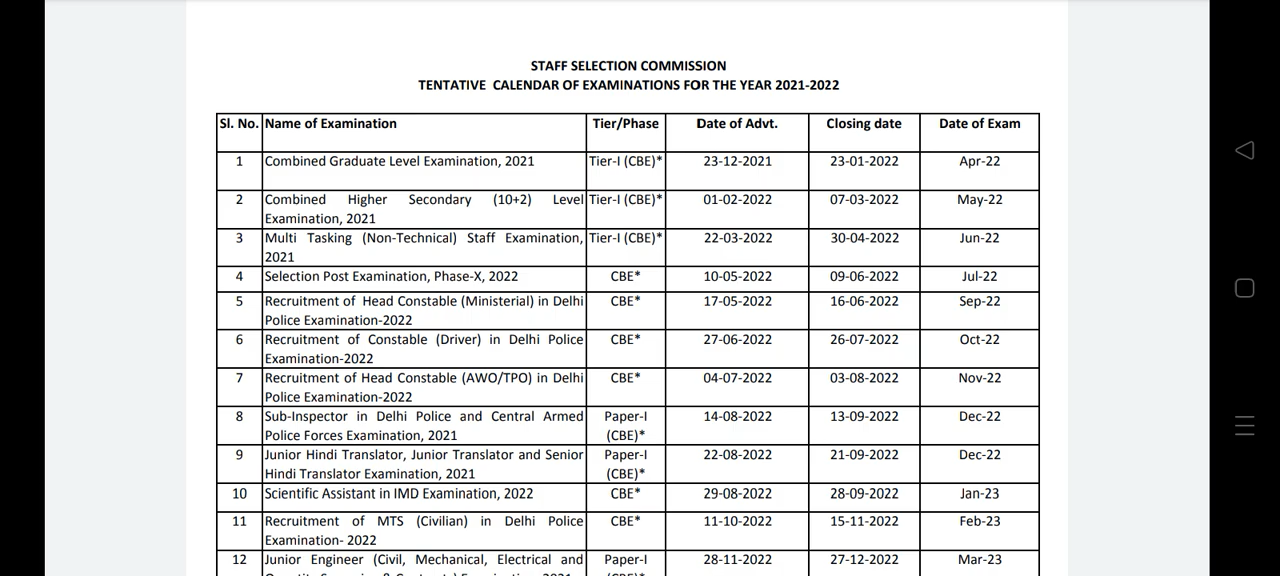 STAFF SELECTION COMMISSION
TENTATIVE CALENDAR OF EXAMINATIONS FOR THE YEAR 2021-2022
Sl. No. Name of Examination Tier/Phase Date of Advt. Closing date Date of Exam
1 Combined Graduate Level Examination, 2021 Tier-I (CBE)* 23-12-2021 23-01-2022 Apr-22
2 Combined Higher Secondary (10+2) Level Tier-I (CBE)* 01-02-2022 07-03-2022 May-22
Examination, 2021
3 Multi Tasking (Non-Technical) Staff Examination, Tier-I (CBE)* 22-03-2022 30-04-2022 Jun-22
2021
4 Selection Post Examination, Phase-X, 2022 CBE* 10-05-2022 09-06-2022 Jul-22
5 Recruitment of Head Constable (Ministerial) in Delhi CBE* 17-05-2022 16-06-2022 Sep-22
Police Examination-2022
6 Recruitment of Constable (Driver) in Delhi Police CBE* 27-06-2022 26-07-2022 Oct-22
Examination-2022
7 Recruitment of Head Constable (AWO/TPO) in Delhi CBE* 04-07-2022 03-08-2022 Nov-22
Police Examination-2022
8 Sub-Inspector in Delhi Police and Central Armed Paper-I 14-08-2022 13-09-2022 Dec-22
Police Forces Examination, 2021 (CBE)*
9 Junior Hindi Translator, Junior Translator and Senior Paper-I 22-08-2022 21-09-2022 Dec-22
Hindi Translator Examination, 2021 (CBE)*
10 Scientific Assistant in IMD Examination, 2022 CBE* 29-08-2022 28-09-2022 Jan-23
11 Recruitment of MTS (Civilian) in Delhi Police CBE* 11-10-2022 15-11-2022 Feb-23
Examination- 2022
12 Junior Engineer (Civil, Mechanical, Electrical and Paper-I 28-11-2022 27-12-2022 Mar-23